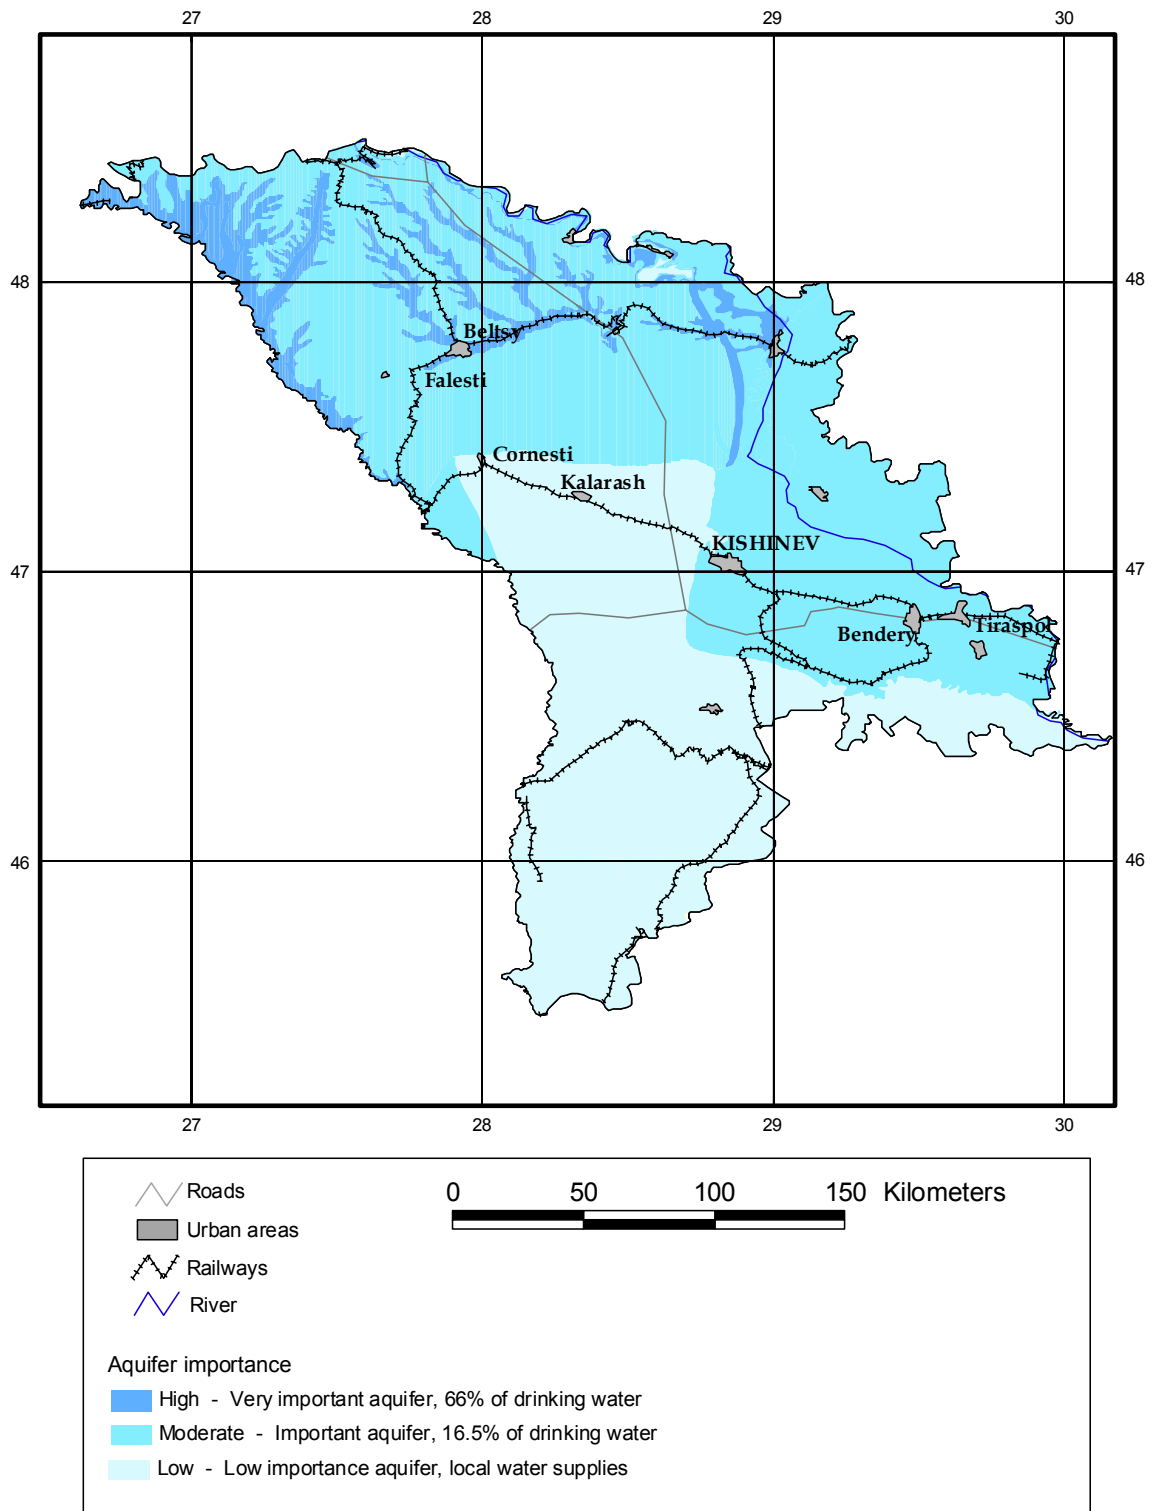 27 28 29 30
48 48
Beltsy
Falesti
Cornesti
Kalarash
KISHINEV
47 47
Bendery Tiraspol
46 46
27 28 29 30
Roads
0 50 100 150 Kilometers
Urban areas
Railways
River
Aquifer importance
High - Very important aquifer, 66% of drinking water
Moderate - Important aquifer, 16.5% of drinking water
Low - Low importance aquifer, local water supplies